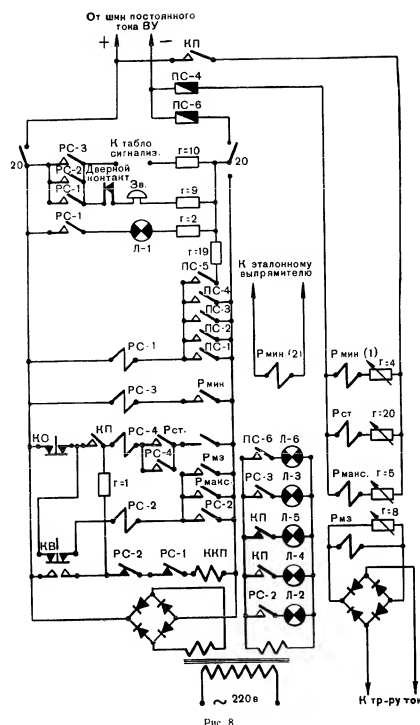 От шин постоянного
тока ВУ
+
−
КП
ПС-4
ПС-6
20
РС-3
К табло
сигнализ.
r=10
20
РС-2
Дверной
контакт
РС-1
Зв.
r=9
РС-1
Л-1
r=2
r=19
ПС-5
ПС-4
ПС-3
ПС-2
ПС-1
К эталонному
выпрямителю
РС-1
Рмин (2)
Рмин (1)
r=4
РС-3
Рмин
Рст
r=20
КО
КП
РС-4
Рст.
РС-4
ПС-6
Л-6
Рмз
РС-3
Л-3
Рмакс.
r=5
r=1
Рмакс.
РС-2
РС-2
КП
Л-5
Рмз
r=8
КВ
РС-2
РС-1
ККП
КП
Л-4
РС-2
Л-2
~ 220в
К тр-ру ток
Рис. 8